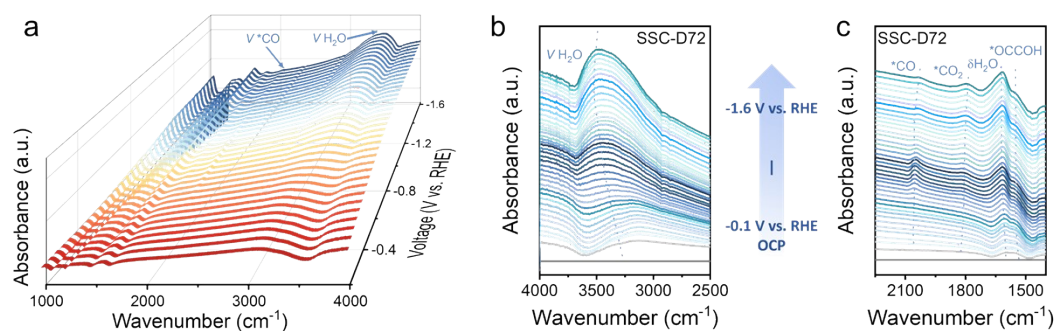 a
V *CO
V H₂O
Absorbance (a.u.)
-1.6
-1.2
-0.8
-0.4
Voltage (V vs. RHE)
1000
2000
3000
4000
Wavenumber (cm⁻¹)
b
SSC-D72
V H₂O
Absorbance (a.u.)
4000
3500
3000
2500
Wavenumber (cm⁻¹)
-1.6 V vs. RHE
I
-0.1 V vs. RHE
OCP
c
SSC-D72
*CO
*CO₂
δH₂O
*OCCOH
Absorbance (a.u.)
2100
1800
1500
Wavenumber (cm⁻¹)